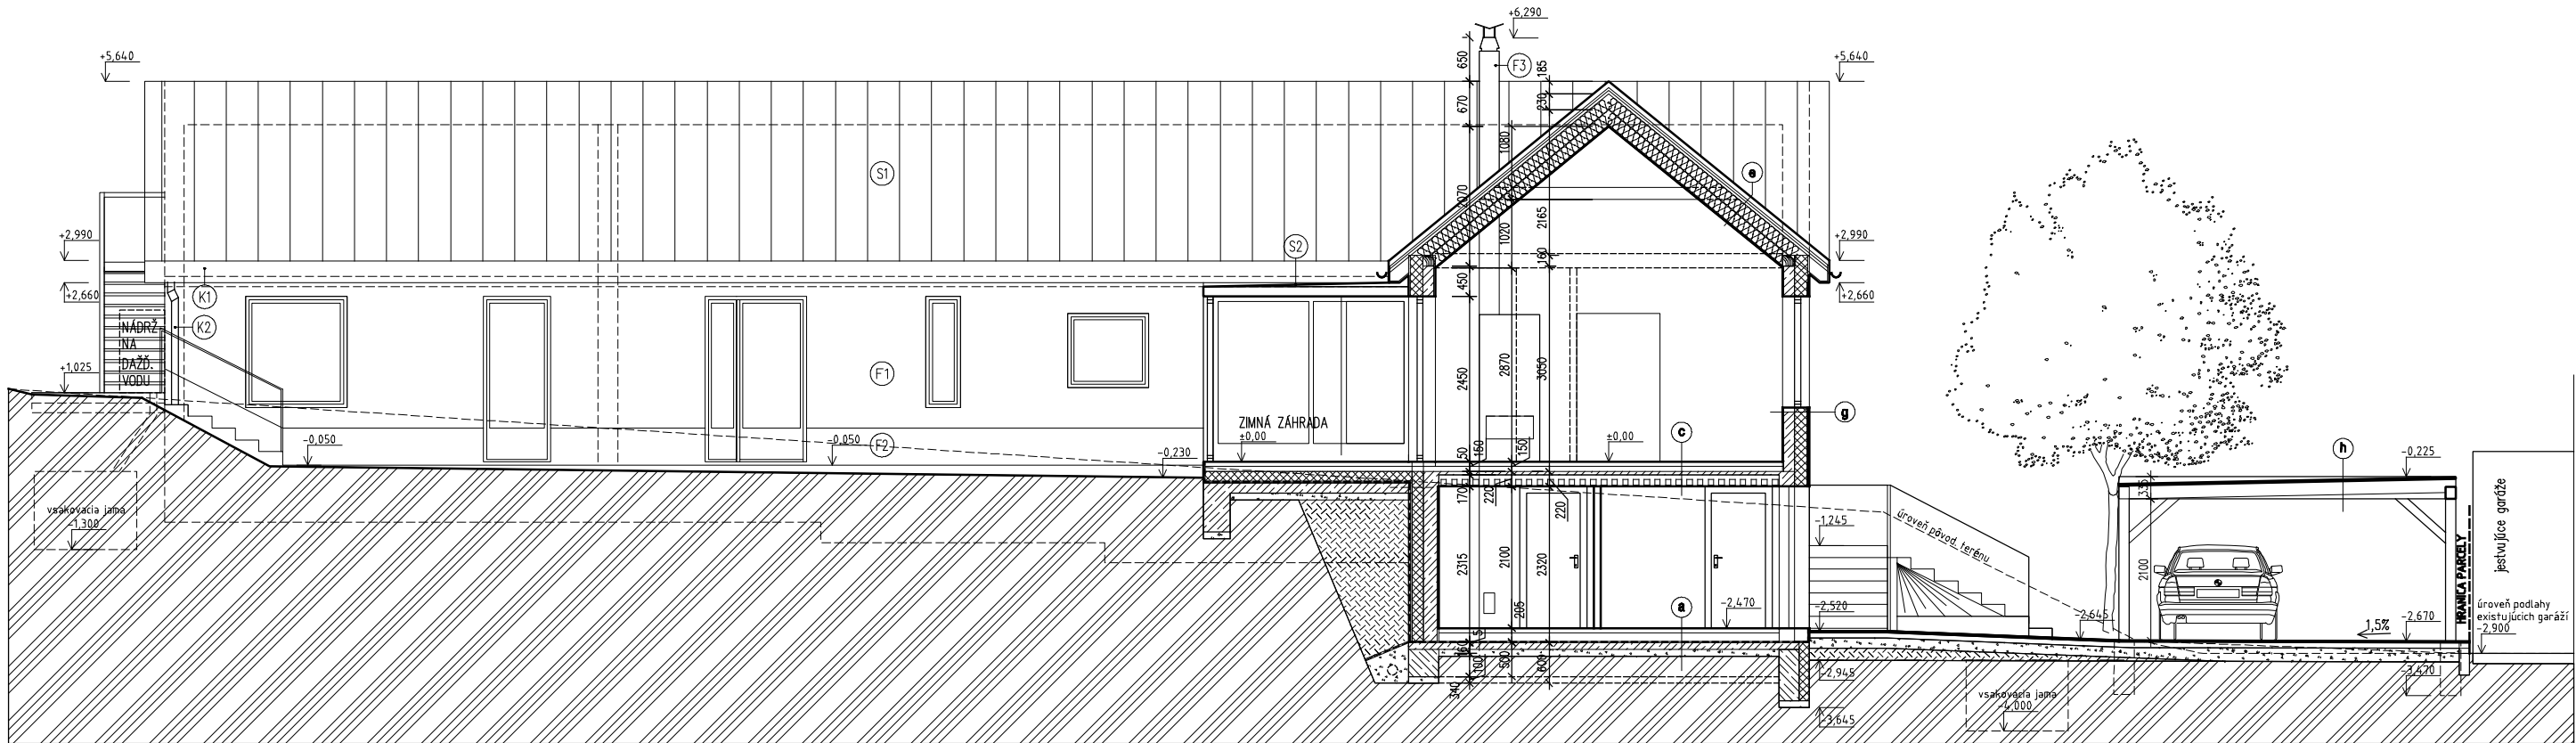 +6,290
+5,640
+5,640
650
185
F3
670
230
1080
S1
e
2070
2165
+2,990
+2,990
S2
1020
160
450
K1
+2,660
+2,660
K2
NÁDRŽ
NA
DAŽĎ.
VODU
+1,025
F1
2450
2870
3050
ZIMNÁ ZÁHRADA
±0,00
±0,00
g
c
h
-0,050
-0,050
F2
-0,230
150
160
150
-0,225
335
170
220
220
vsakovacia jama
-1,300
úroveň pôvod. terénu
-1,245
jestvujúce garáže
2315
2100
2320
2100
HRANICA PARCELY
205
a
-2,470
-2,520
-2,645
1,5%
-2,670
úroveň podlahy
existujúcich garáží
-2,900
160
5
100
500
600
340
-2,945
-3,470
vsakovacia jama
-4,000
-3,645